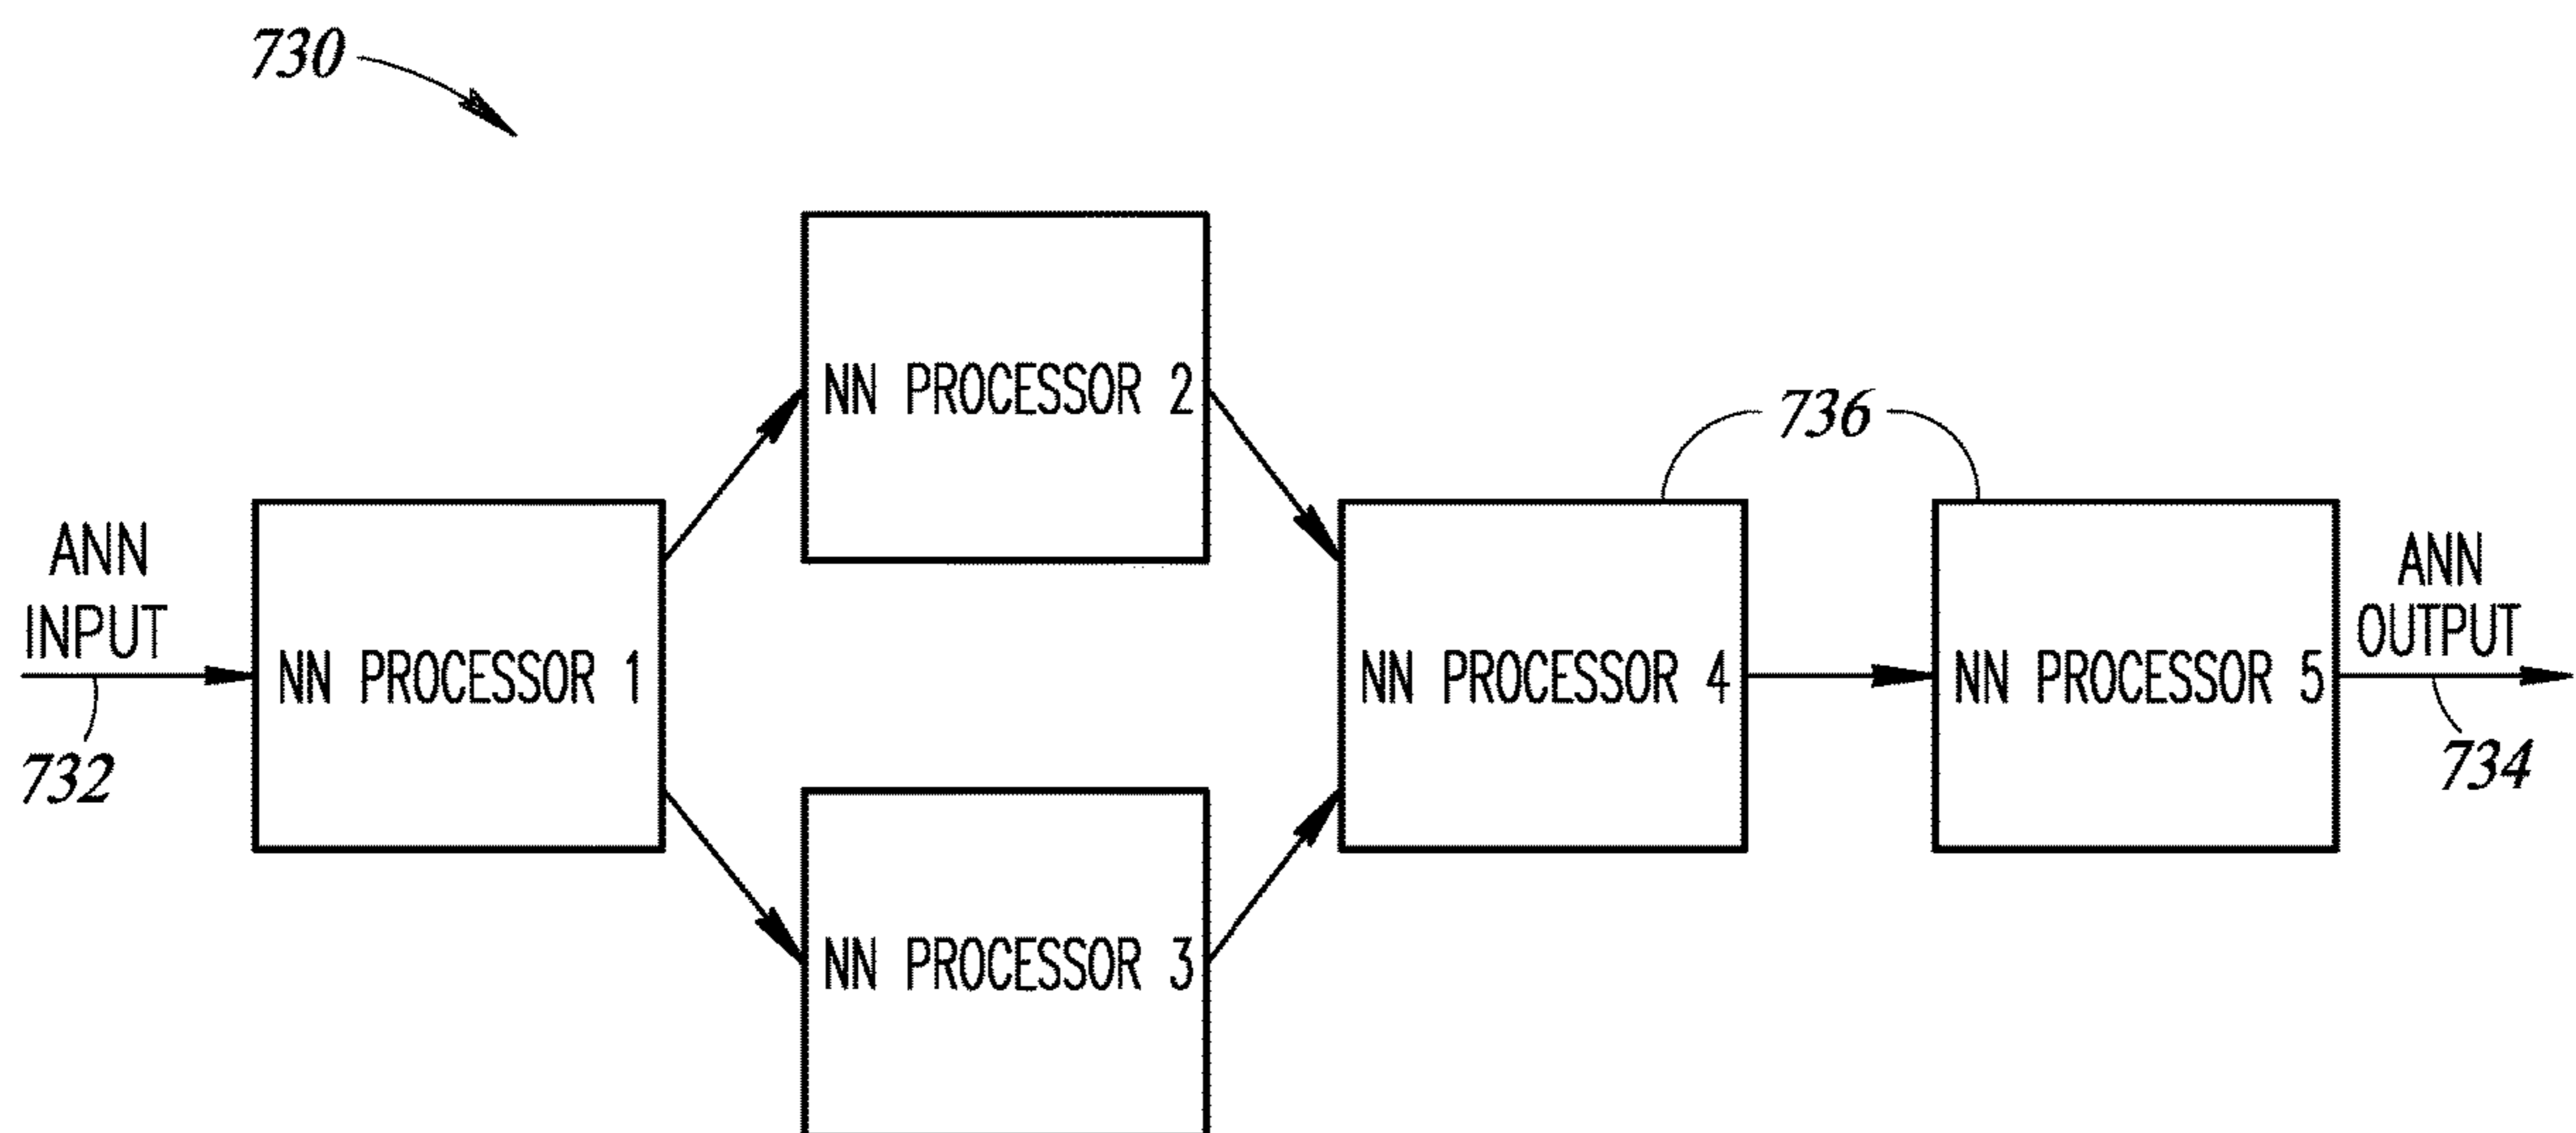 730
NN PROCESSOR 2
736
ANN
INPUT
ANN
OUTPUT
NN PROCESSOR 1
NN PROCESSOR 4
NN PROCESSOR 5
732
734
NN PROCESSOR 3